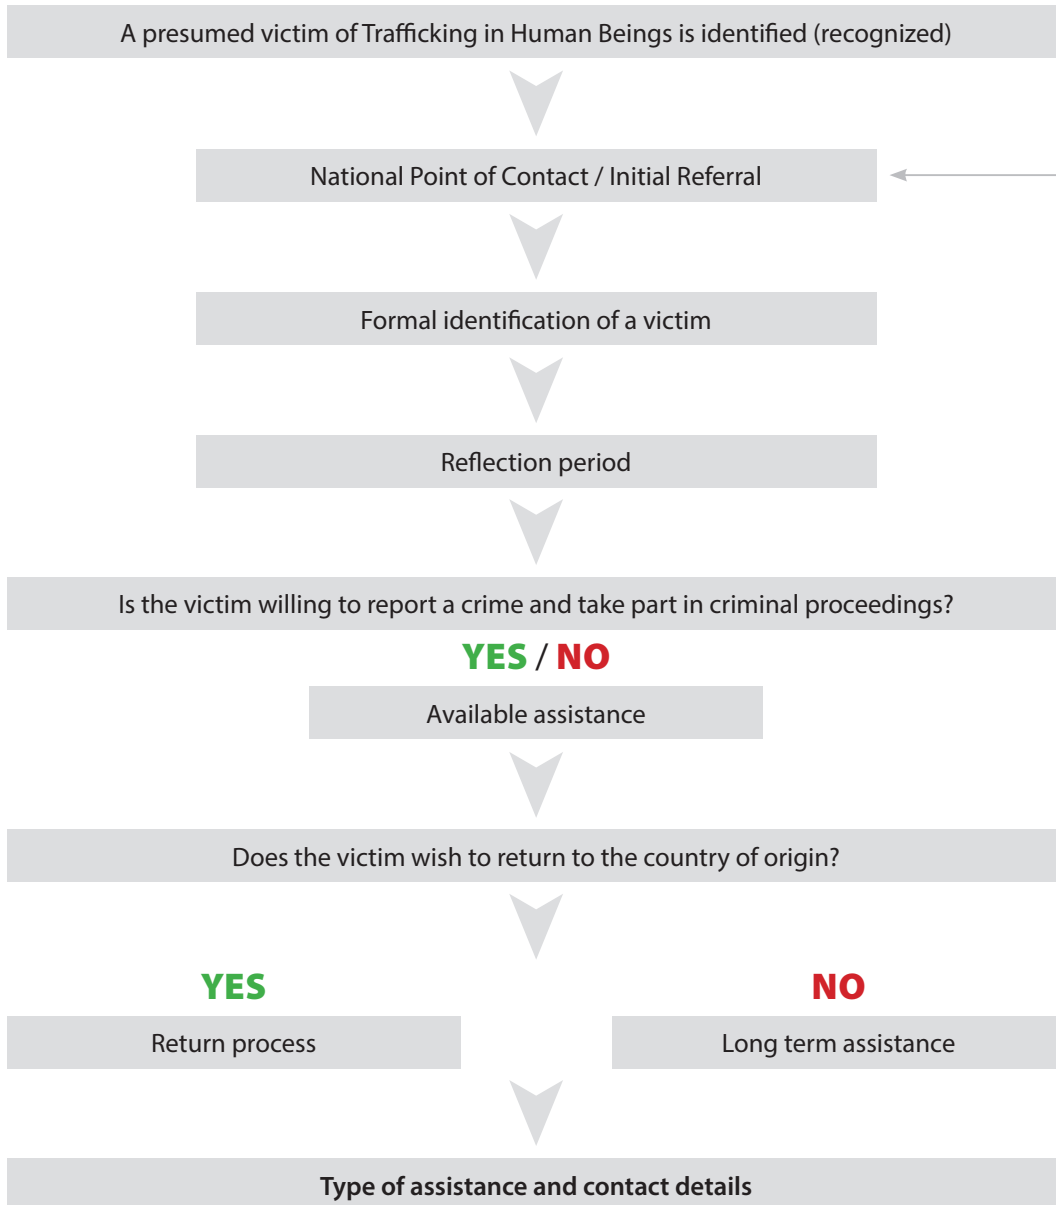 A presumed victim of Trafficking in Human Beings is identified (recognized)
National Point of Contact / Initial Referral
Formal identification of a victim
Reflection period
Is the victim willing to report a crime and take part in criminal proceedings?
YES / NO
Available assistance
Does the victim wish to return to the country of origin?
YES
NO
Return process
Long term assistance
Type of assistance and contact details